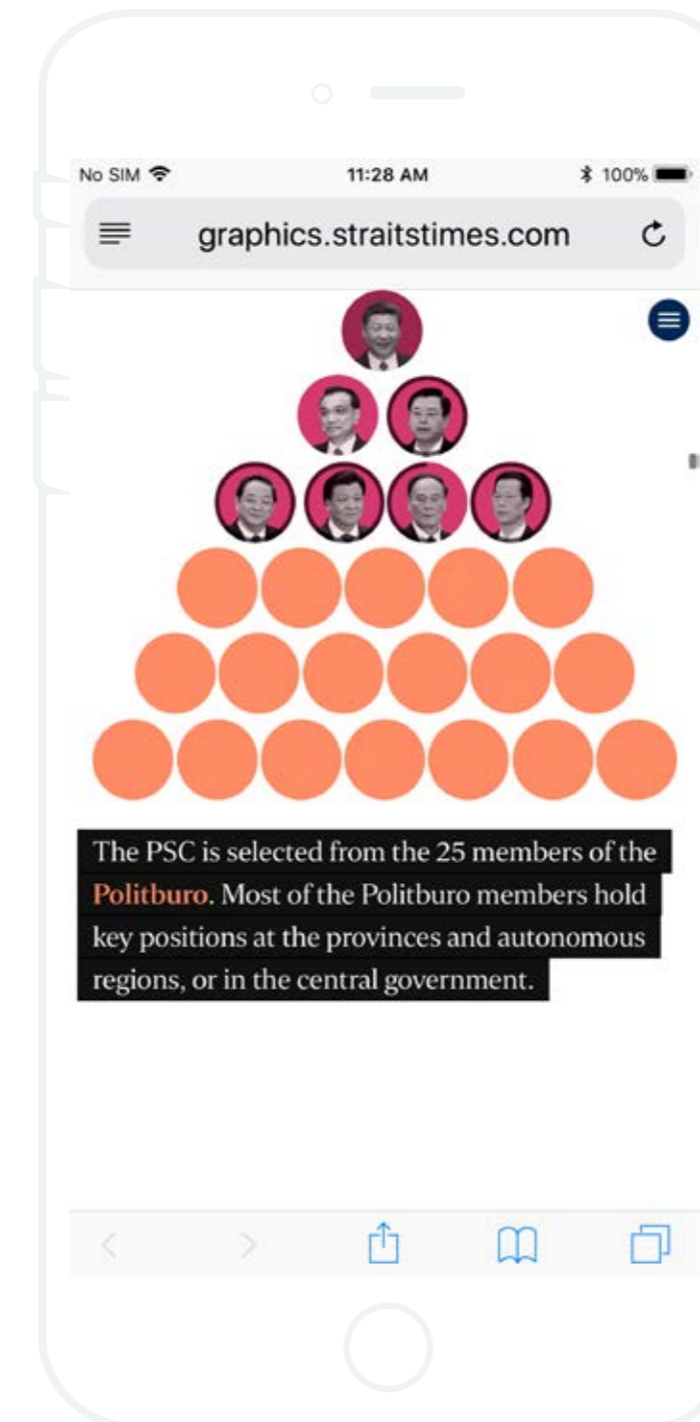 No SIM 11:28 AM 100%
graphics.straitstimes.com
The PSC is selected from the 25 members of the
Politburo. Most of the Politburo members hold
key positions at the provinces and autonomous
regions, or in the central government.